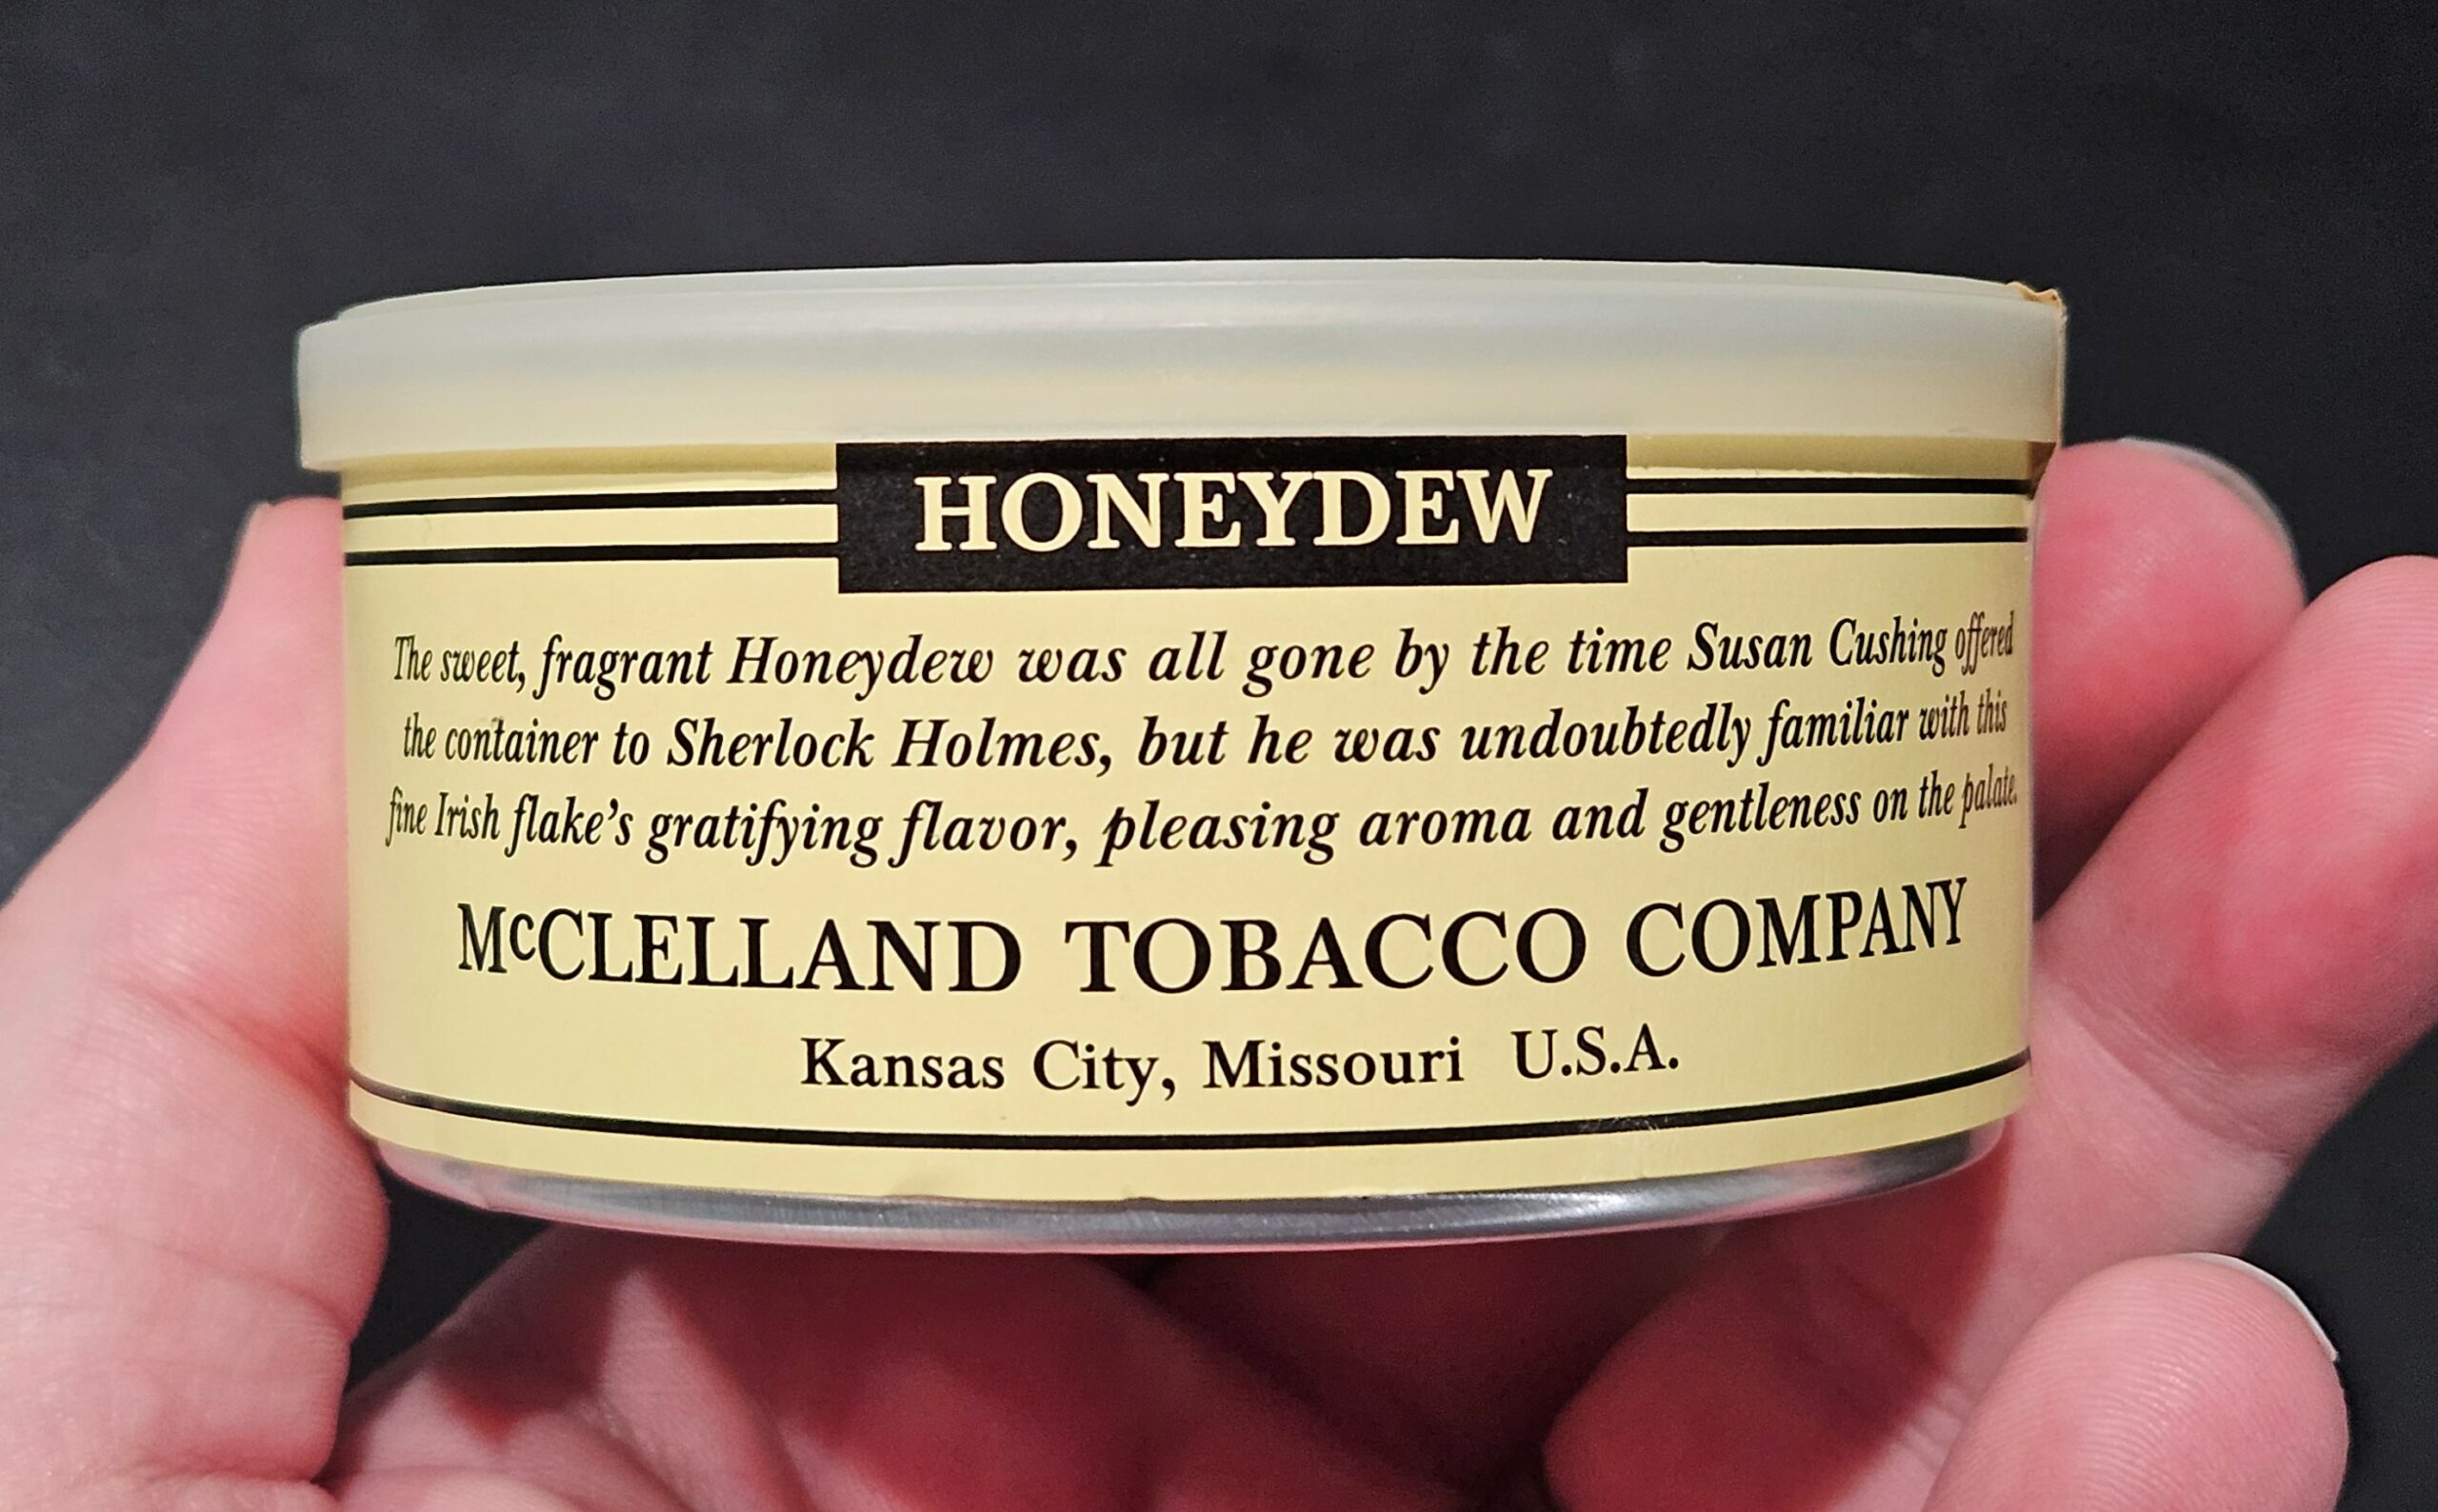 HONEYDEW
The sweet, fragrant Honeydew was all gone by the time Susan Cushing offered
the container to Sherlock Holmes, but he was undoubtedly familiar with this
fine Irish flake’s gratifying flavor, pleasing aroma and gentleness on the palate.
McCLELLAND TOBACCO COMPANY
Kansas City, Missouri U.S.A.